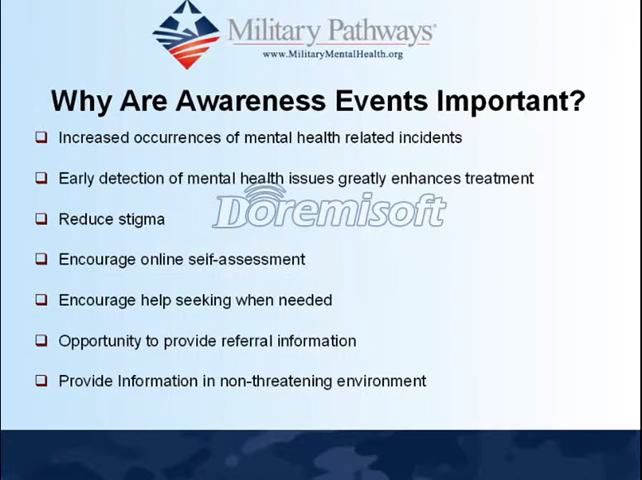 Military Pathways®
www.MilitaryMentalHealth.org
Why Are Awareness Events Important?
Increased occurrences of mental health related incidents
Early detection of mental health issues greatly enhances treatment
Doremisoft
Reduce stigma
Encourage online self-assessment
Encourage help seeking when needed
Opportunity to provide referral information
Provide Information in non-threatening environment